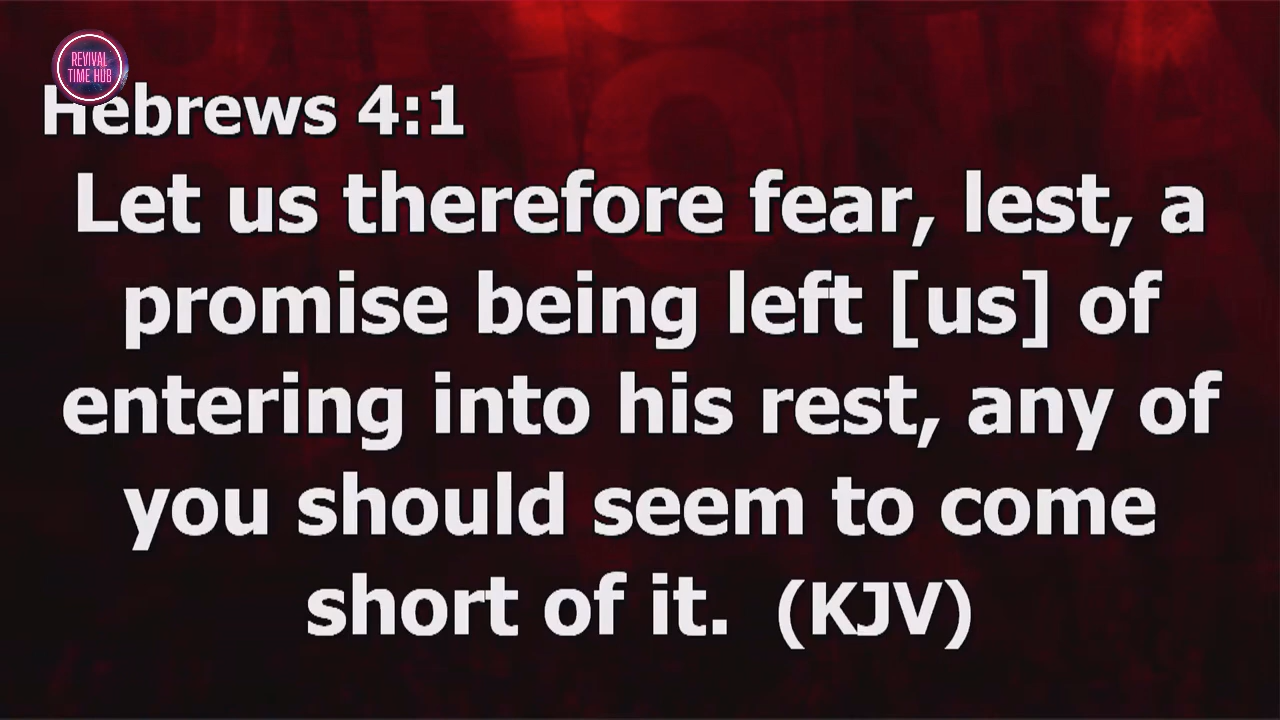 REVIVAL
TIME HUB
Hebrews 4:1
Let us therefore fear, lest, a
promise being left [us] of
entering into his rest, any of
you should seem to come
short of it.  (KJV)